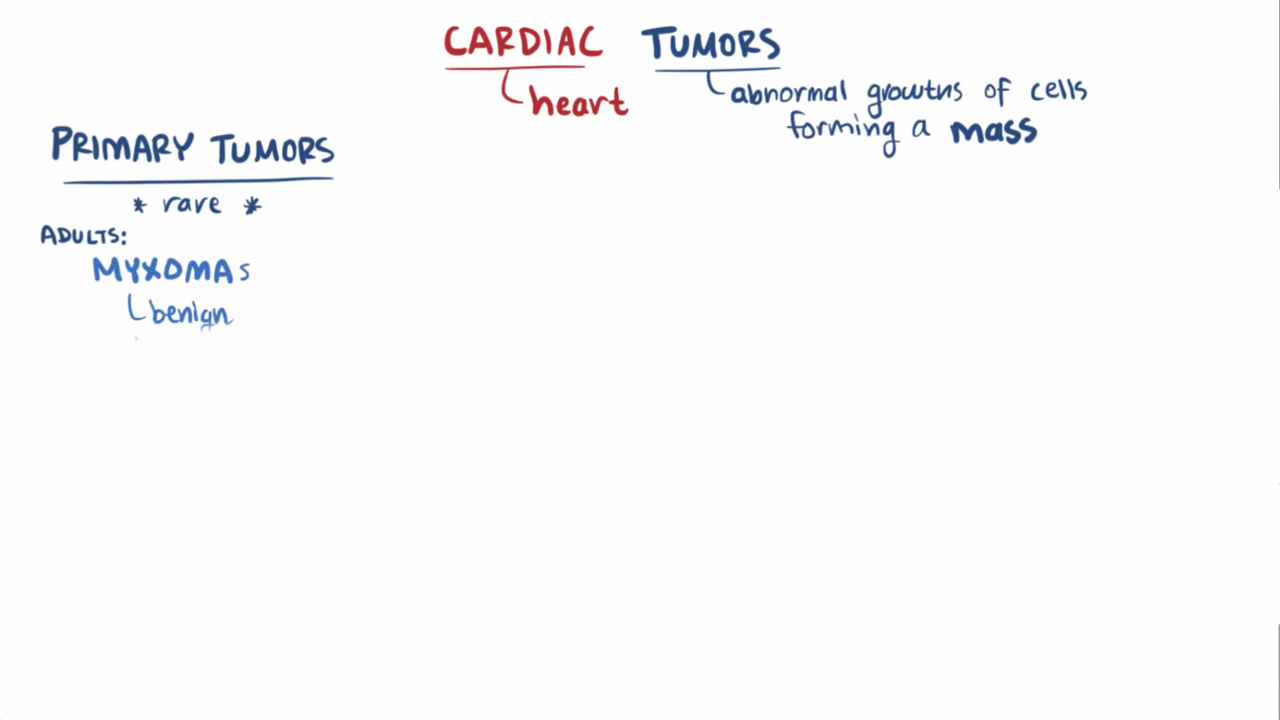 CARDIAC TUMORS
heart
abnormal growths of cells
forming a mass
PRIMARY TUMORS
* rare *
ADULTS:
MYXOMAS
benign